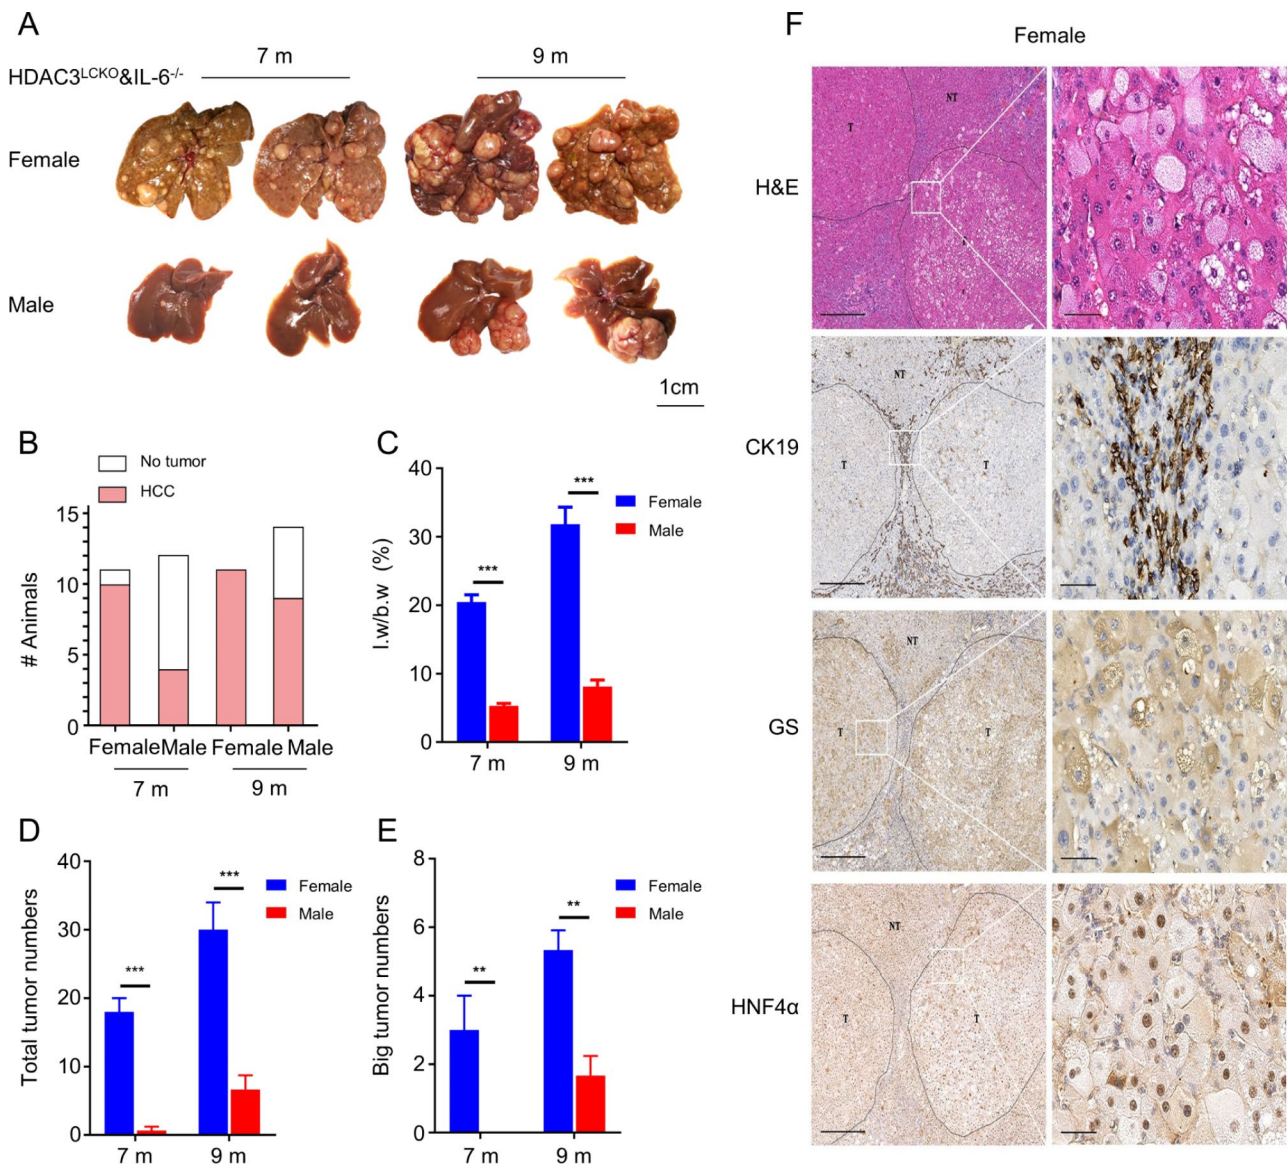 A
7 m
9 m
HDAC3LCKO&IL-6-/-
Female
Male
1cm
B
No tumor
HCC
15
10
5
0
# Animals
Female Male Female Male
7 m
9 m
C
40
30
20
10
0
l.w/b.w (%)
***
***
Female
Male
7 m
9 m
D
40
30
20
10
0
Total tumor numbers
***
***
Female
Male
7 m
9 m
E
8
6
4
2
0
Big tumor numbers
**
**
Female
Male
7 m
9 m
F
Female
H&E
NT
T
CK19
NT
T
T
GS
NT
T
T
HNF4α
NT
T
T